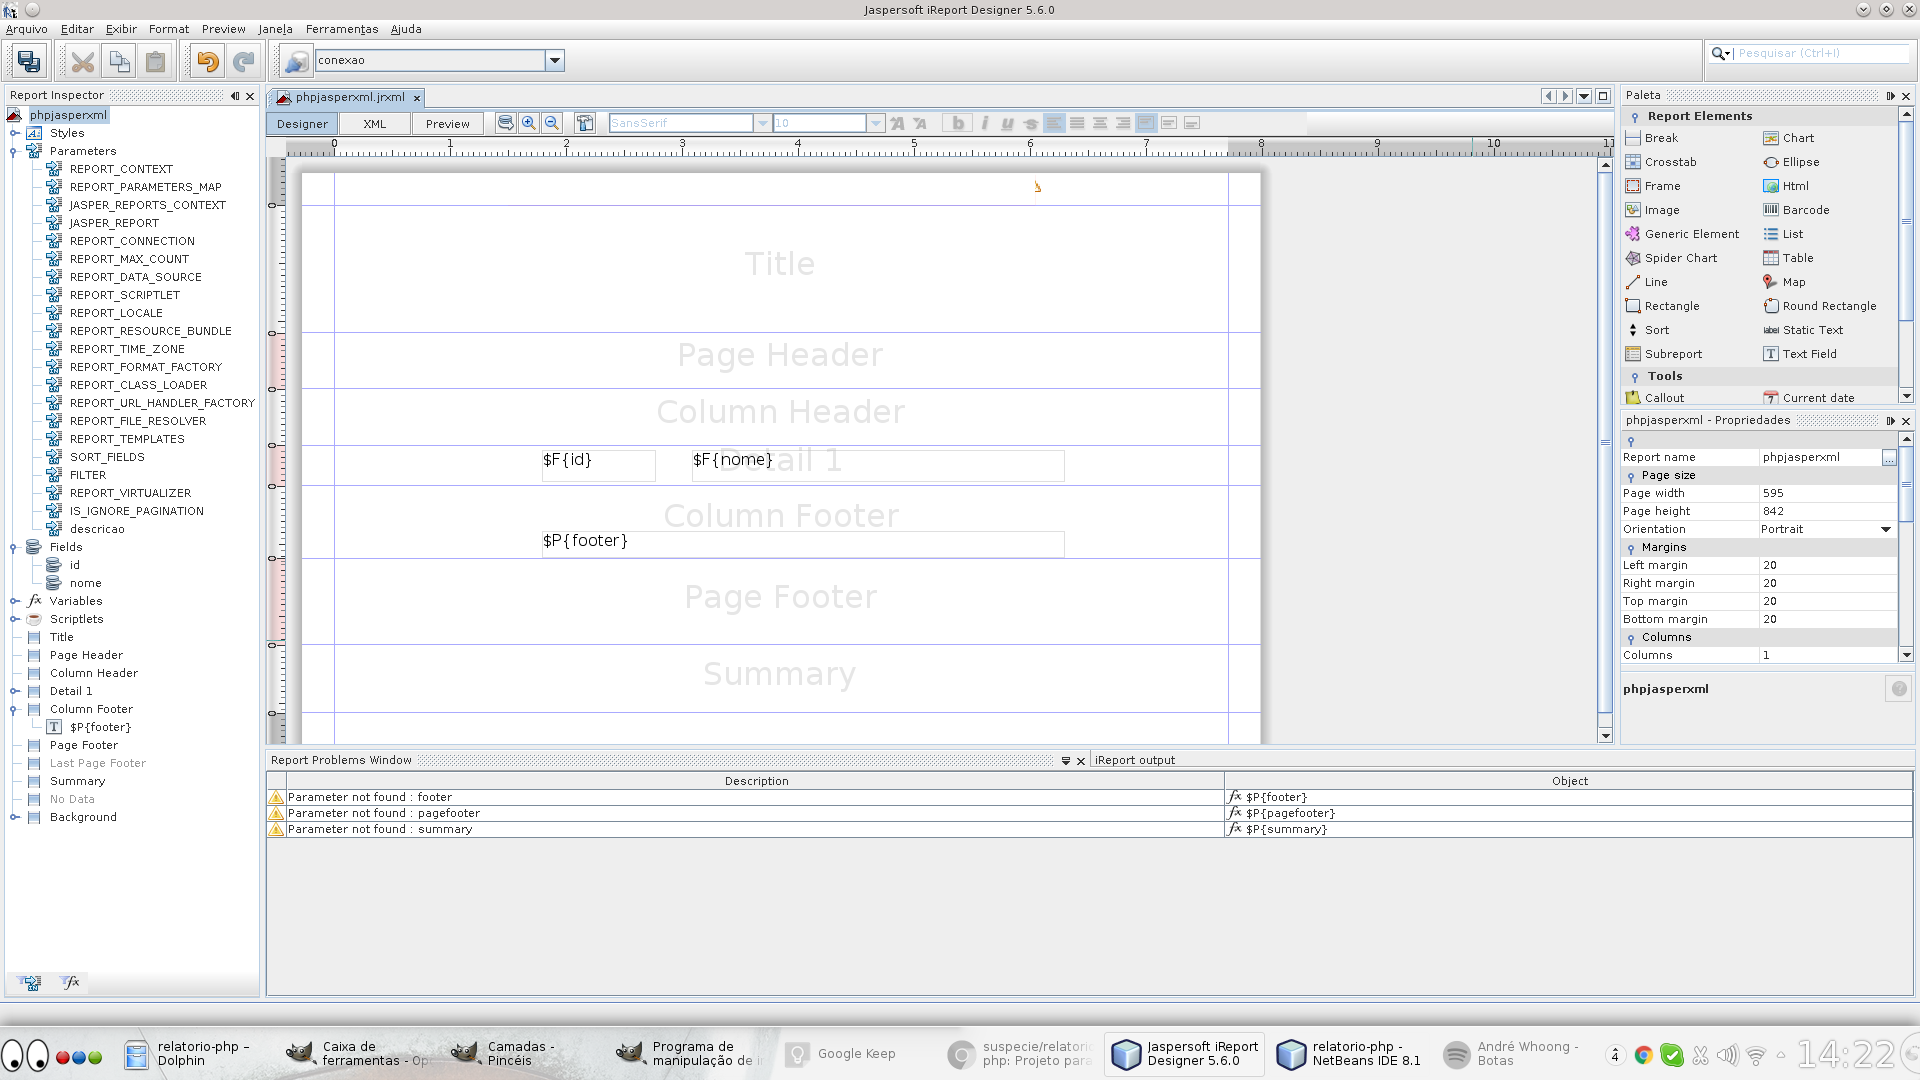 Jaspersoft iReport Designer 5.6.0
Arquivo Editar Exibir Format Preview Janela Ferramentas Ajuda
conexao
Pesquisar (Ctrl+I)
Report Inspector
phpjasperxml
Styles
Parameters
REPORT_CONTEXT
REPORT_PARAMETERS_MAP
JASPER_REPORTS_CONTEXT
JASPER_REPORT
REPORT_CONNECTION
REPORT_MAX_COUNT
REPORT_DATA_SOURCE
REPORT_SCRIPTLET
REPORT_LOCALE
REPORT_RESOURCE_BUNDLE
REPORT_TIME_ZONE
REPORT_FORMAT_FACTORY
REPORT_CLASS_LOADER
REPORT_URL_HANDLER_FACTORY
REPORT_FILE_RESOLVER
REPORT_TEMPLATES
SORT_FIELDS
FILTER
REPORT_VIRTUALIZER
IS_IGNORE_PAGINATION
descricao
Fields
id
nome
Variables
Scriptlets
Title
Page Header
Column Header
Detail 1
Column Footer
$P{footer}
Page Footer
Last Page Footer
Summary
No Data
Background
phpjasperxml.jrxml
Designer XML Preview
SansSerif 10
0 1 2 3 4 5 6 7 8 9 10 11
Title
Page Header
Column Header
Detail 1
$F{id} $F{nome}
Column Footer
$P{footer}
Page Footer
Summary
Paleta
Report Elements
Break Chart
Crosstab Ellipse
Frame Html
Image Barcode
Generic Element List
Spider Chart Table
Line Map
Rectangle Round Rectangle
Sort label Static Text
Subreport Text Field
Tools
Callout Current date
phpjasperxml - Propriedades
Report name phpjasperxml ...
Page size
Page width 595
Page height 842
Orientation Portrait
Margins
Left margin 20
Right margin 20
Top margin 20
Bottom margin 20
Columns
Columns 1
phpjasperxml
Report Problems Window
iReport output
Description Object
Parameter not found : footer $P{footer}
Parameter not found : pagefooter $P{pagefooter}
Parameter not found : summary $P{summary}
relatorio-php –
Dolphin
Caixa de
ferramentas - Op
Camadas -
Pincéis
Programa de
manipulação de i
Google Keep
suspecie/relatorio
php: Projeto para
Jaspersoft iReport
Designer 5.6.0
relatorio-php -
NetBeans IDE 8.1
André Whoong -
Botas
4
14:22